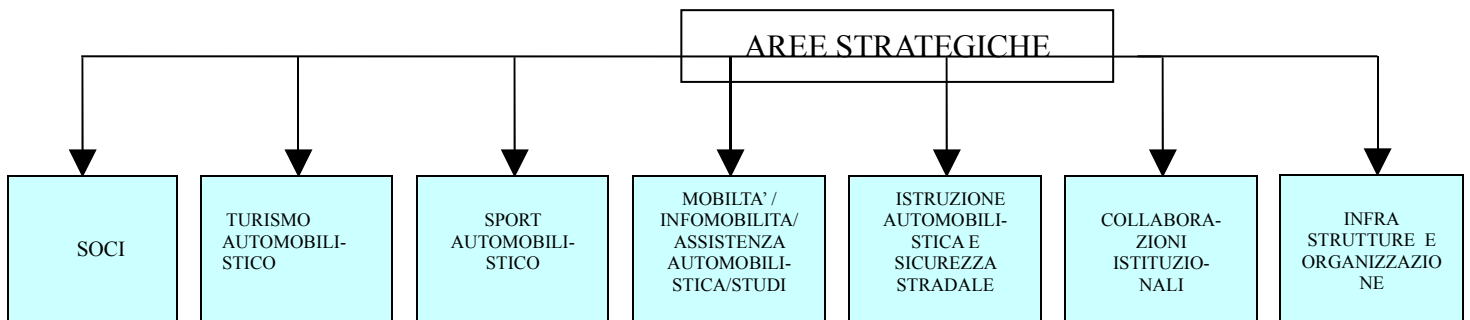 AREE STRATEGICHE
SOCI
TURISMO
AUTOMOBILI-
STICO
SPORT
AUTOMOBILI-
STICO
MOBILTA’ /
INFOMOBILITA/
ASSISTENZA
AUTOMOBILI-
STICA/STUDI
ISTRUZIONE
AUTOMOBILI-
STICA E
SICUREZZA
STRADALE
COLLABORA-
ZIONI
ISTITUZIO-
NALI
INFRA
STRUTTURE E
ORGANIZZAZIO
NE